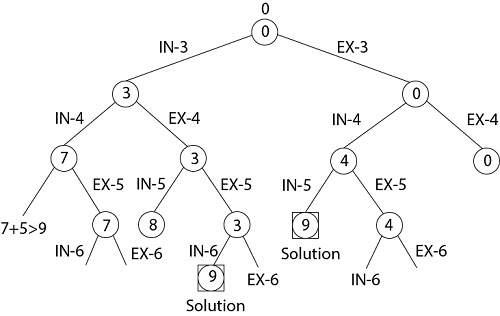 0
0
IN-3 EX-3
3 0
IN-4 EX-4 IN-4 EX-4
7 3 4 0
EX-5 IN-5 EX-5 IN-5 EX-5
7+5>9 7 8 3 9 4
IN-6 EX-6 IN-6 Solution EX-6
9 EX-6 IN-6
Solution